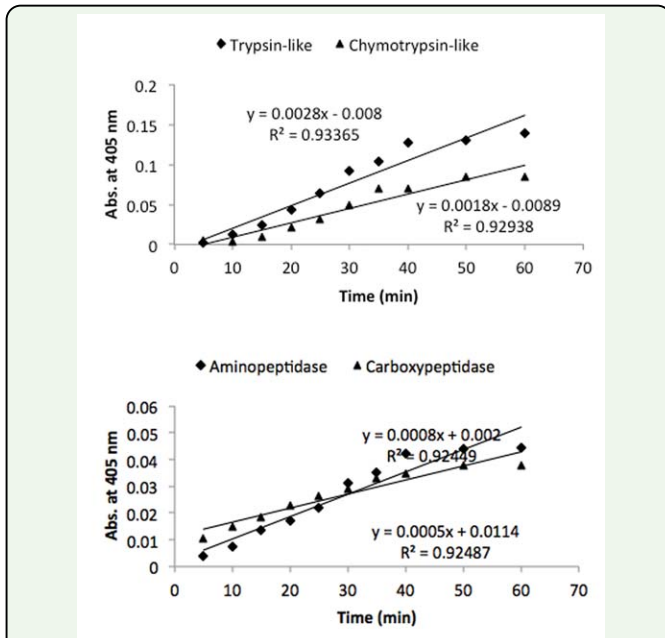 Trypsin-like Chymotrypsin-like
0.2
0.15
0.1
0.05
0
y = 0.0028x - 0.008
R² = 0.93365
y = 0.0018x - 0.0089
R² = 0.92938
Abs. at 405 nm
0 10 20 30 40 50 60 70
Time (min)
Aminopeptidase Carboxypeptidase
0.06
0.05
0.04
0.03
0.02
0.01
0
y = 0.0008x + 0.002
R² = 0.92449
y = 0.0005x + 0.0114
R² = 0.92487
Abs. at 405 nm
0 10 20 30 40 50 60 70
Time (min)